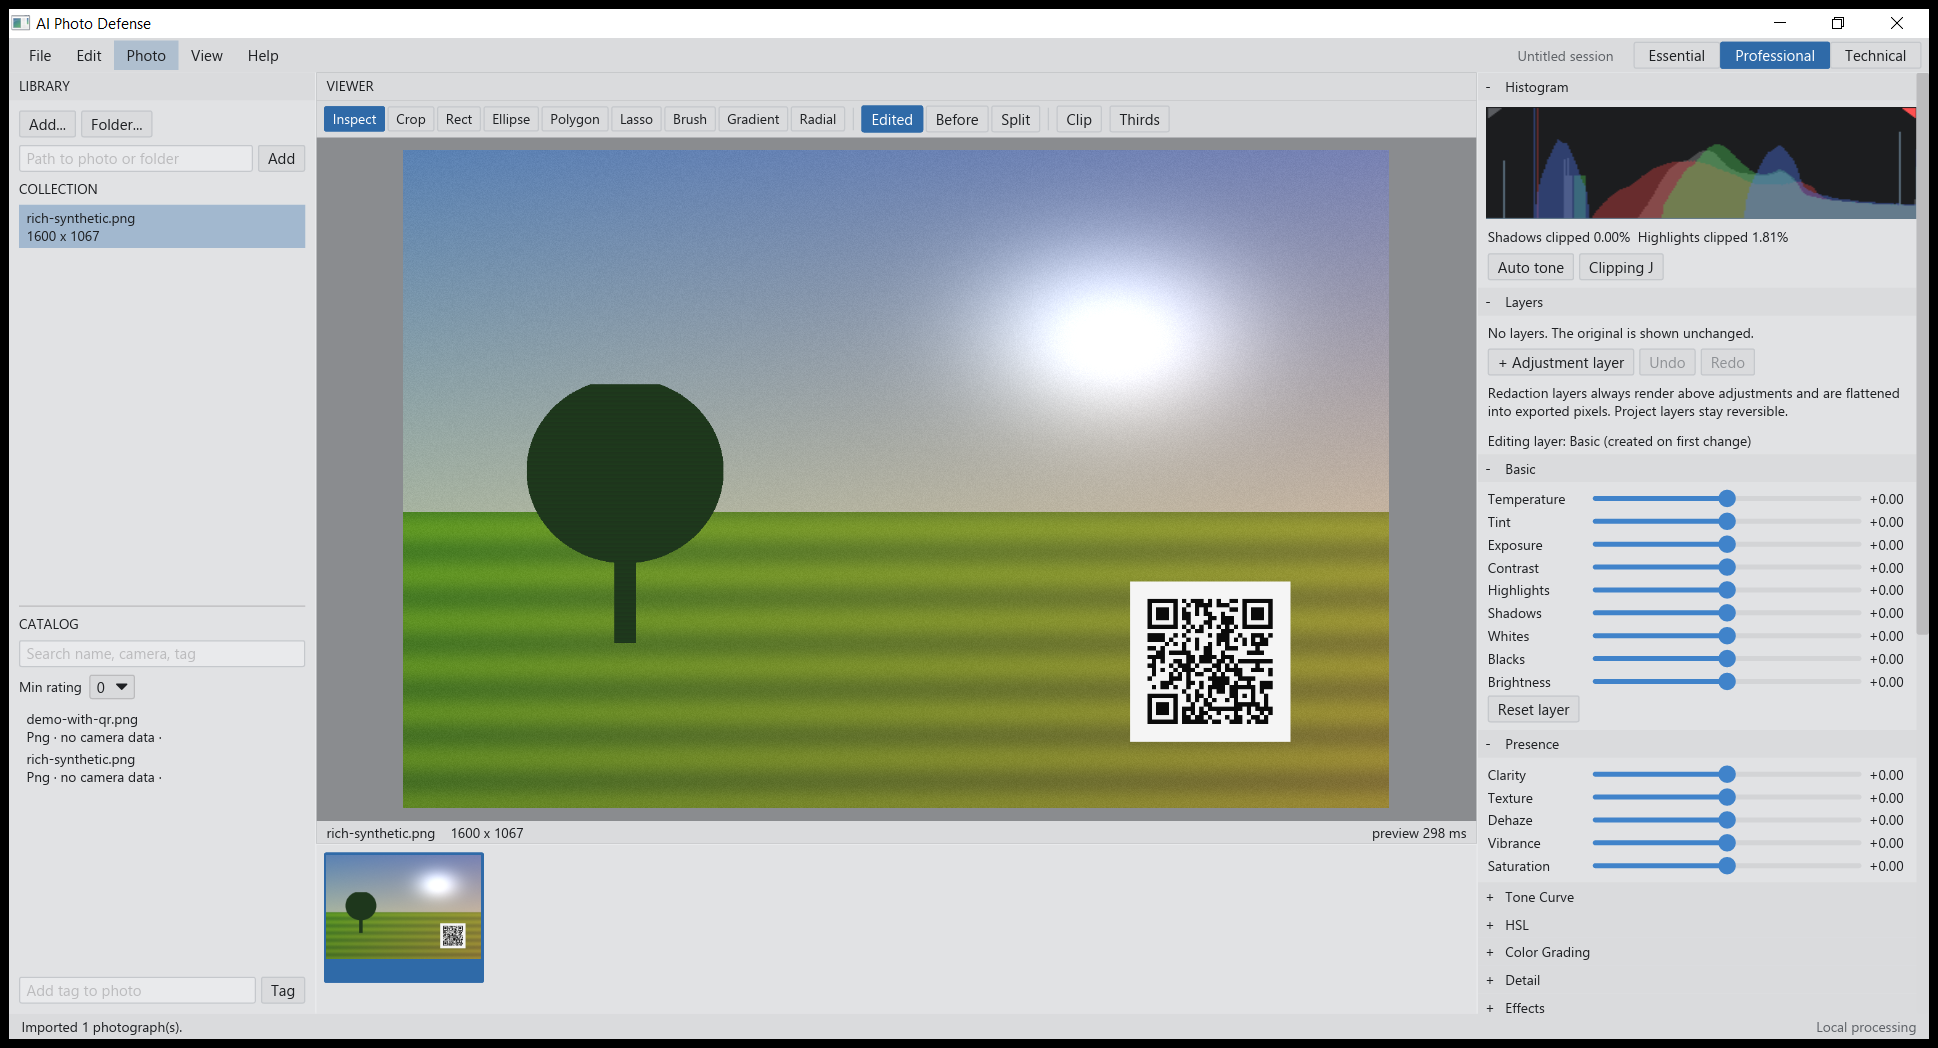 AI Photo Defense
File Edit Photo View Help
Untitled session Essential Professional Technical
LIBRARY
Add... Folder...
Path to photo or folder Add
COLLECTION
rich-synthetic.png
1600 x 1067
CATALOG
Search name, camera, tag
Min rating 0
demo-with-qr.png
Png · no camera data ·
rich-synthetic.png
Png · no camera data ·
Add tag to photo Tag
VIEWER
Inspect Crop Rect Ellipse Polygon Lasso Brush Gradient Radial Edited Before Split Clip Thirds
rich-synthetic.png 1600 x 1067 preview 298 ms
- Histogram
Shadows clipped 0.00% Highlights clipped 1.81%
Auto tone Clipping J
- Layers
No layers. The original is shown unchanged.
+ Adjustment layer Undo Redo
Redaction layers always render above adjustments and are flattened
into exported pixels. Project layers stay reversible.
Editing layer: Basic (created on first change)
- Basic
Temperature +0.00
Tint +0.00
Exposure +0.00
Contrast +0.00
Highlights +0.00
Shadows +0.00
Whites +0.00
Blacks +0.00
Brightness +0.00
Reset layer
- Presence
Clarity +0.00
Texture +0.00
Dehaze +0.00
Vibrance +0.00
Saturation +0.00
+ Tone Curve
+ HSL
+ Color Grading
+ Detail
+ Effects
Imported 1 photograph(s).
Local processing